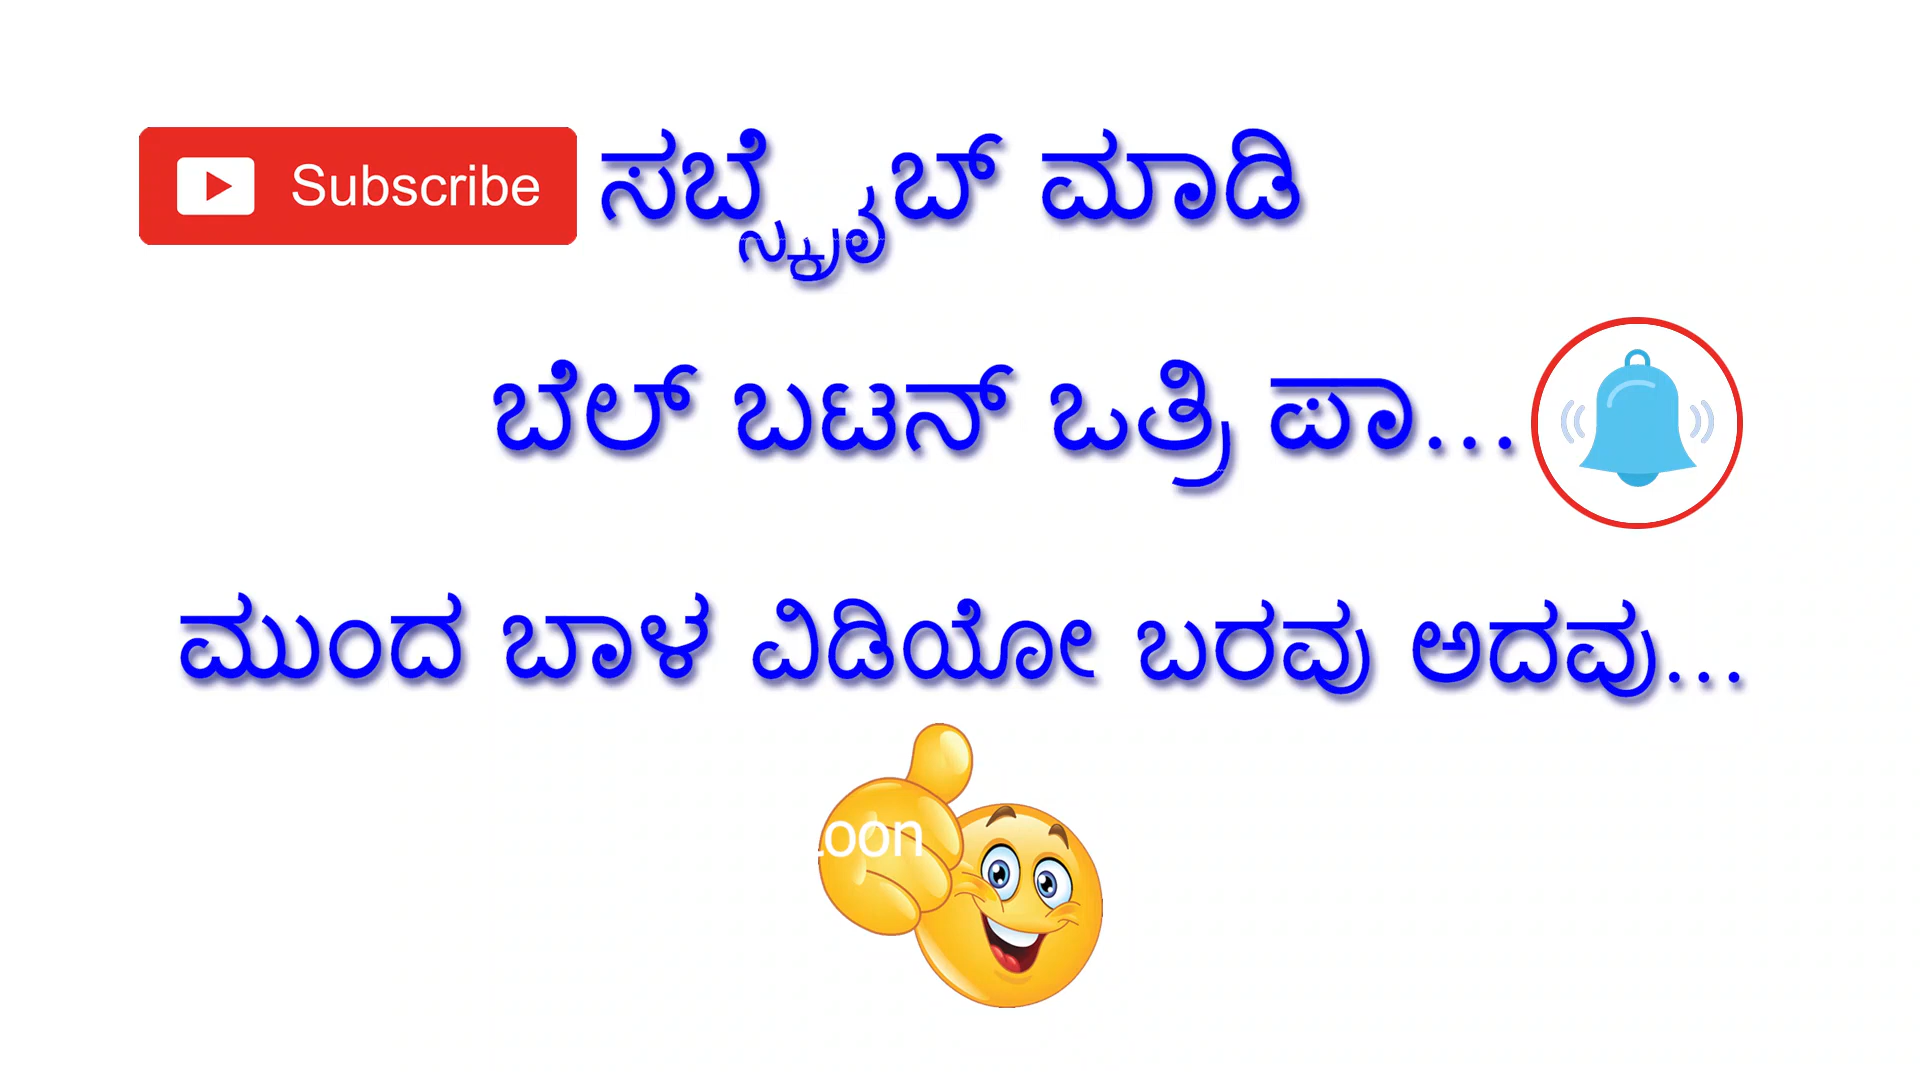 Subscribe ಸಬ್ಸ್ಕ್ರೈಬ್ ಮಾಡಿ
ಬೆಲ್ ಬಟನ್ ಒತ್ರಿ ಪಾ...
ಮುಂದ ಬಾಳ ವಿಡಿಯೋ ಬರವು ಅದವು...